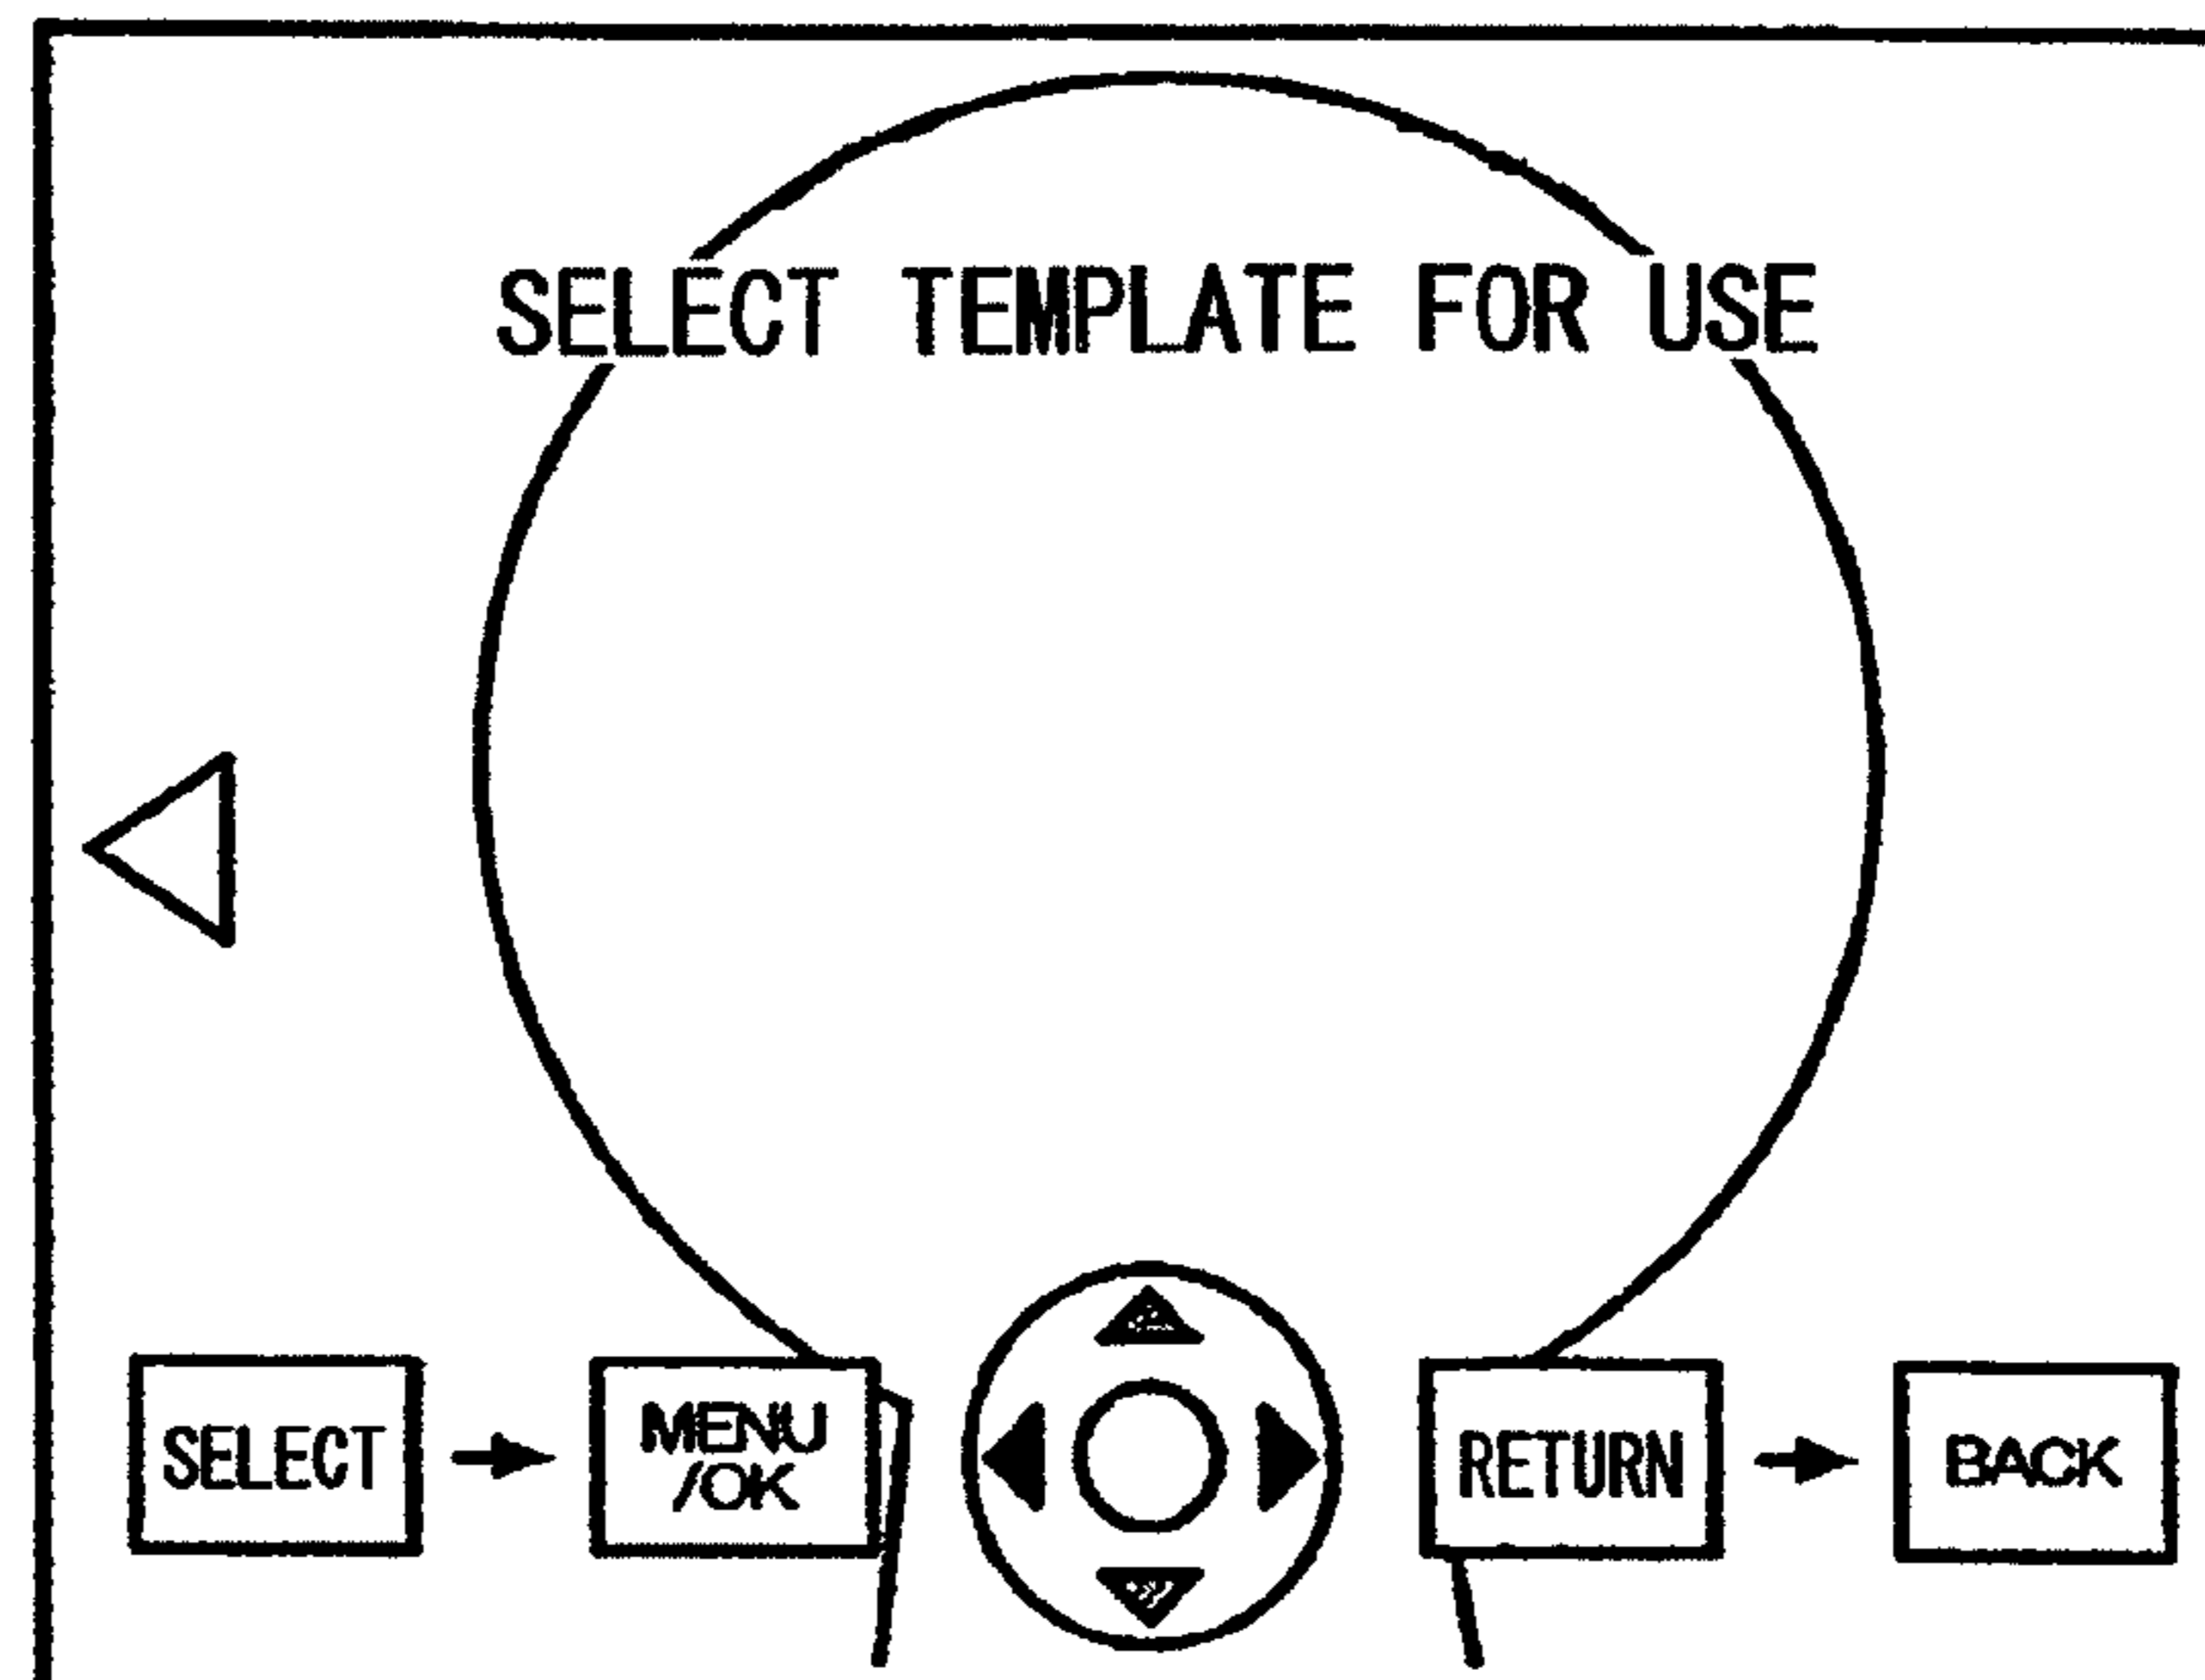 SELECT TEMPLATE FOR USE
SELECT
MENU
/OK
RETURN
BACK